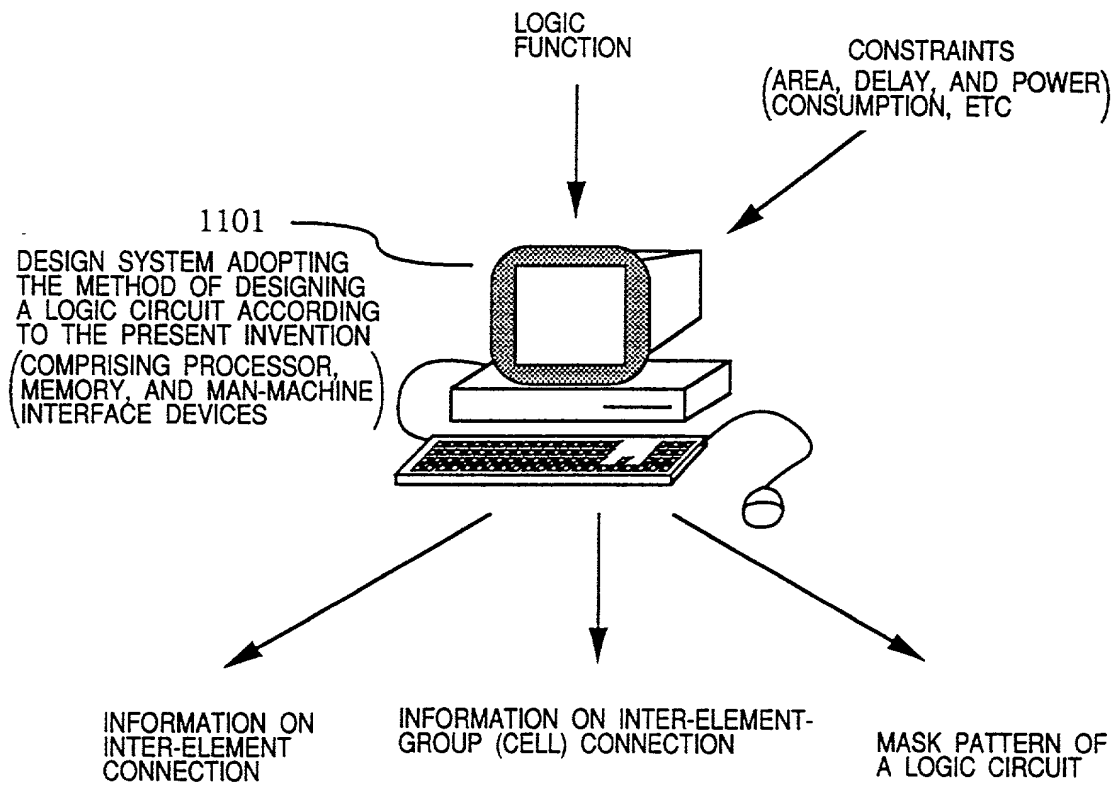 LOGIC
FUNCTION
CONSTRAINTS
(AREA, DELAY, AND POWER
CONSUMPTION, ETC)
1101
DESIGN SYSTEM ADOPTING
THE METHOD OF DESIGNING
A LOGIC CIRCUIT ACCORDING
TO THE PRESENT INVENTION
(COMPRISING PROCESSOR,
MEMORY, AND MAN-MACHINE
INTERFACE DEVICES)
INFORMATION ON
INTER-ELEMENT
CONNECTION
INFORMATION ON INTER-ELEMENT-
GROUP (CELL) CONNECTION
MASK PATTERN OF
A LOGIC CIRCUIT